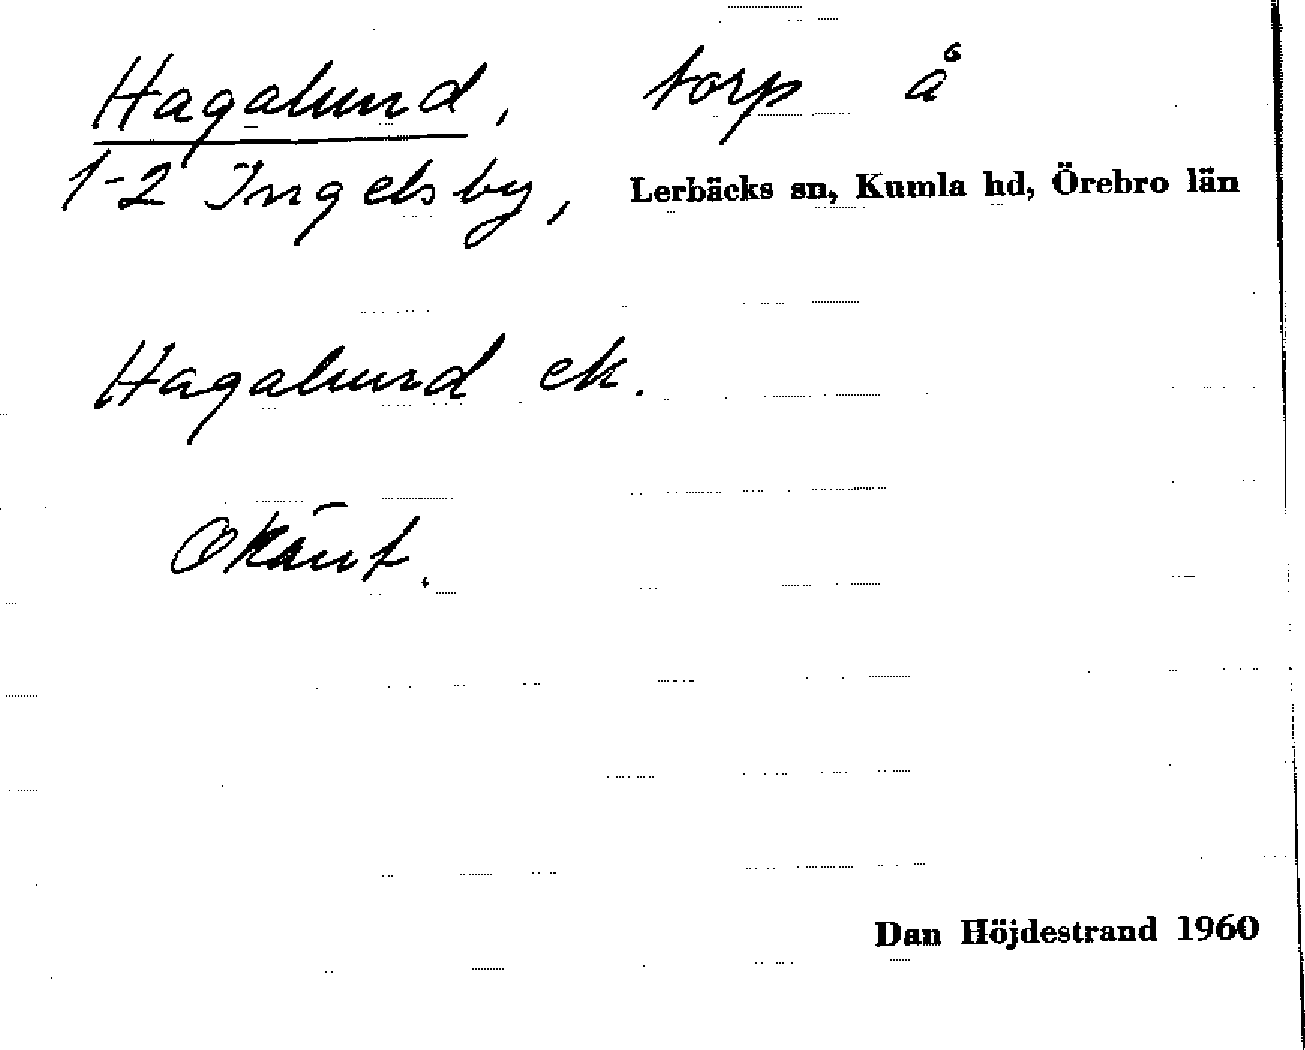 Hagalund, torp å
1-2 Ingelsby, Lerbäcks sn, Kumla hd, Örebro län
Hagalund ek.
Okänt.
Dan Höjdestrand 1960